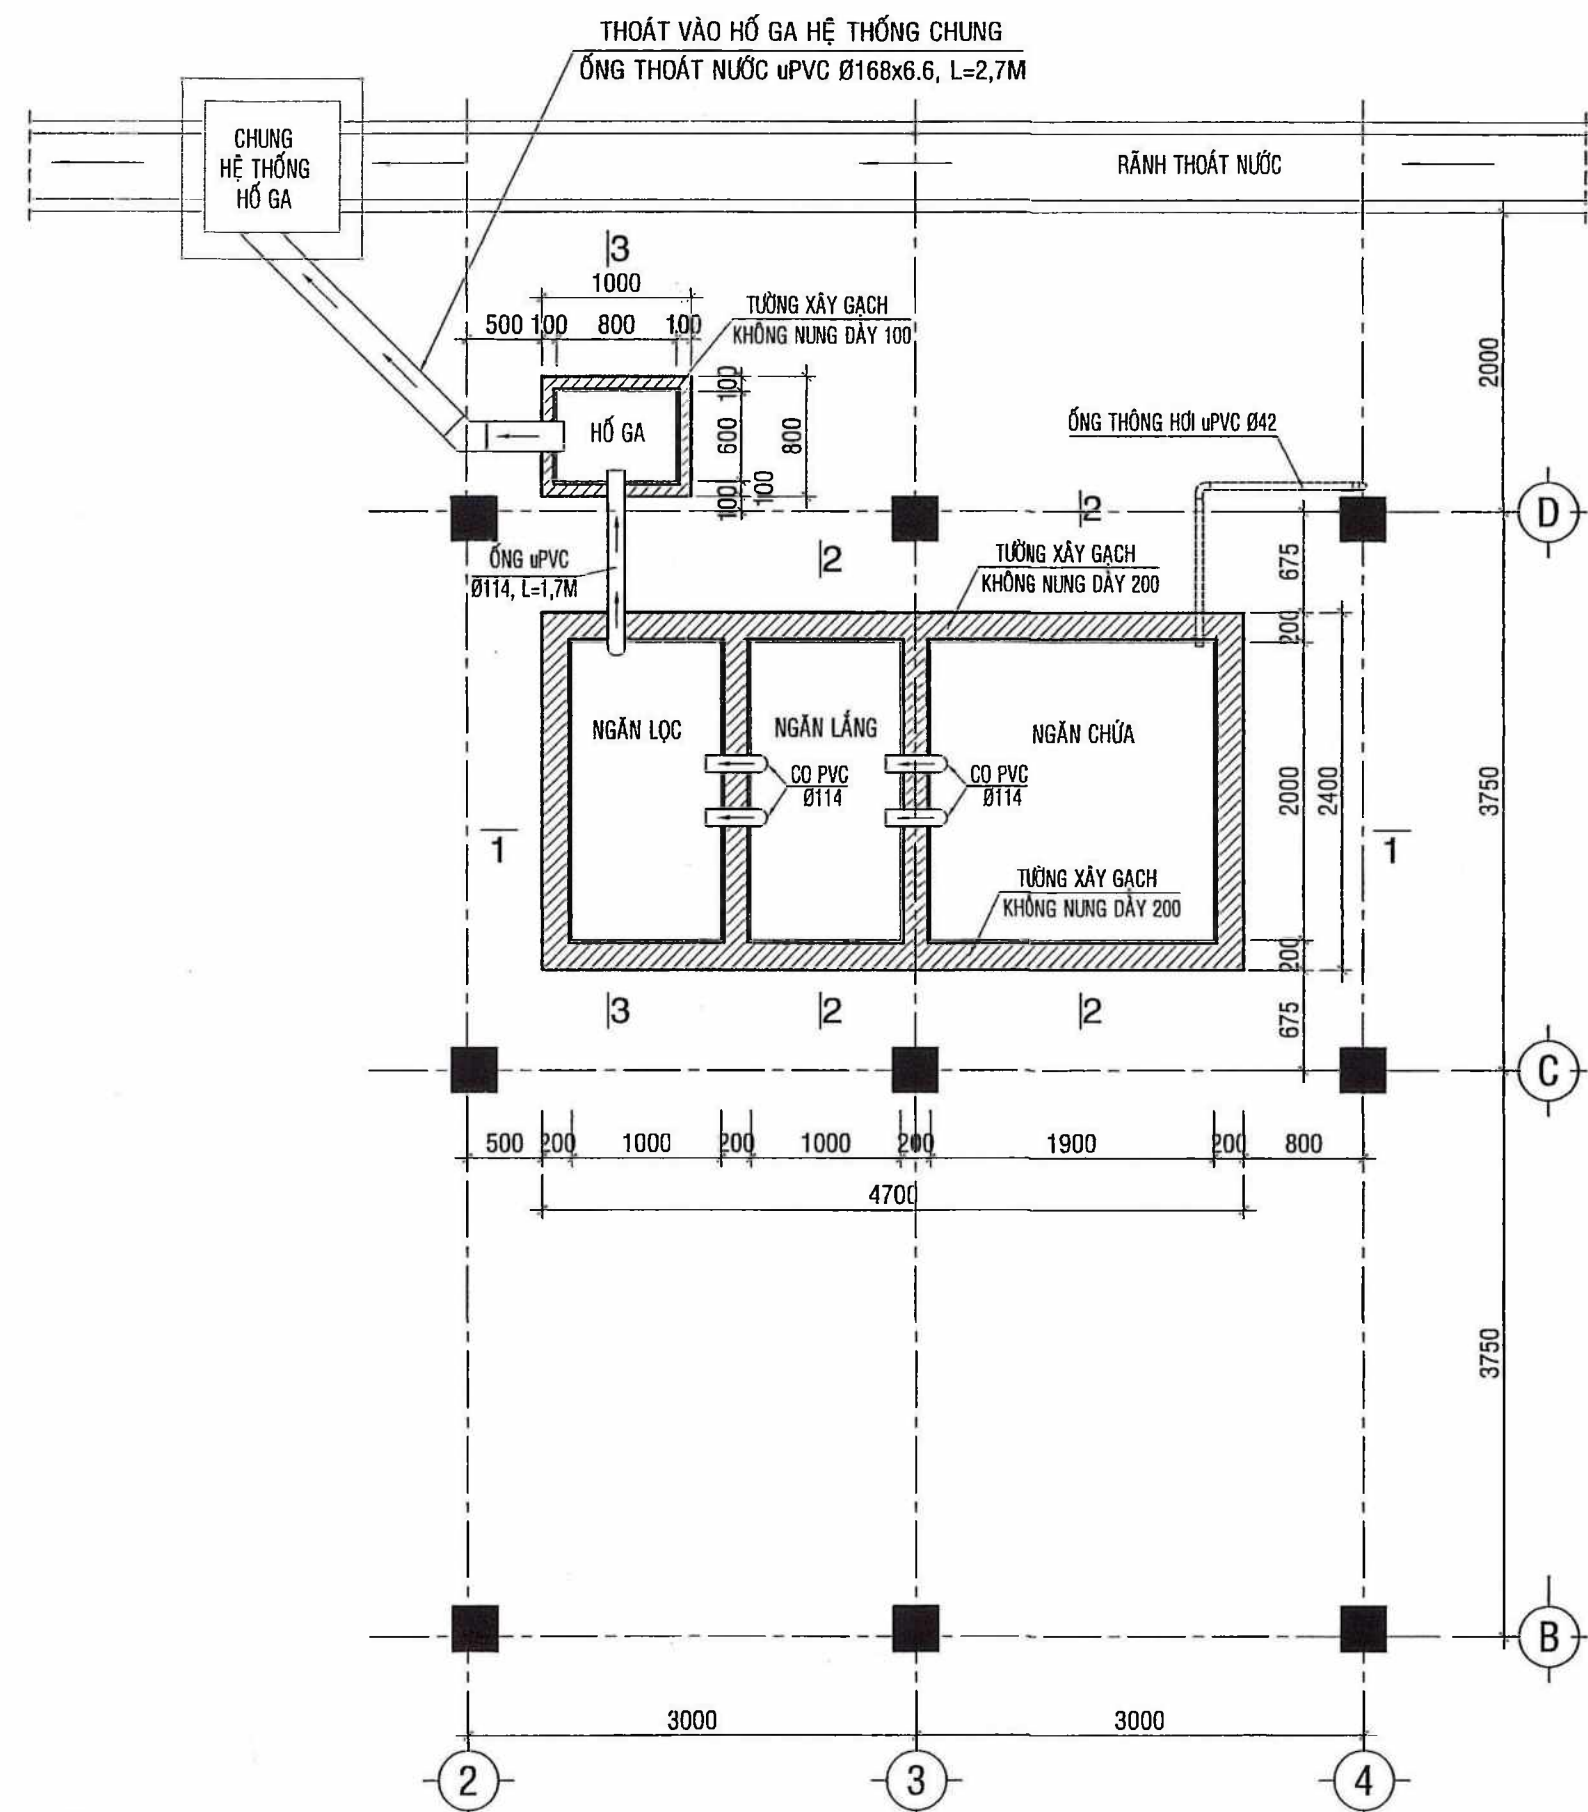 THOÁT VÀO HỐ GA HỆ THỐNG CHUNG
ỐNG THOÁT NƯỚC uPVC Ø168x6.6, L=2,7M
CHUNG
HỆ THỐNG
HỐ GA
RÃNH THOÁT NƯỚC
3
1000
500 100 800 100
TƯỜNG XÂY GẠCH
KHÔNG NUNG DÀY 100
HỐ GA
100
600
100
800
100
2000
ỐNG THÔNG HƠI uPVC Ø42
2
D
ỐNG uPVC
Ø114, L=1,7M
2
TƯỜNG XÂY GẠCH
KHÔNG NUNG DÀY 200
675
200
NGĂN LỌC
NGĂN LẮNG
NGĂN CHỨA
CO PVC
Ø114
CO PVC
Ø114
2000
2400
3750
1
1
TƯỜNG XÂY GẠCH
KHÔNG NUNG DÀY 200
200
3
2
2
675
C
500 200 1000 200 1000 200 1900 200 800
4700
3750
B
3000
3000
2
3
4